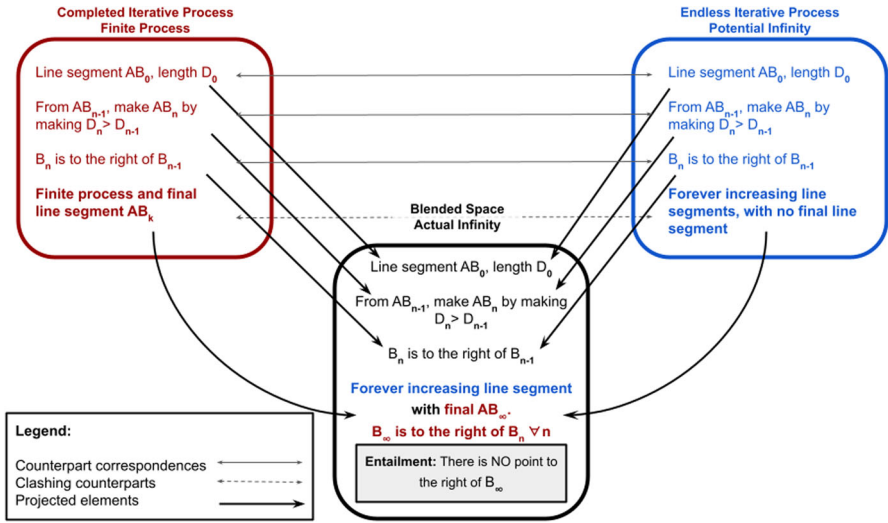 Completed Iterative Process
Finite Process
Line segment AB₀, length D₀
From ABₙ₋₁, make ABₙ by
making Dₙ> Dₙ₋₁
Bₙ is to the right of Bₙ₋₁
Finite process and final
line segment ABₖ
Endless Iterative Process
Potential Infinity
Line segment AB₀, length D₀
From ABₙ₋₁, make ABₙ by
making Dₙ> Dₙ₋₁
Bₙ is to the right of Bₙ₋₁
Forever increasing line
segments, with no final line
segment
Blended Space
Actual Infinity
Line segment AB₀, length D₀
From ABₙ₋₁, make ABₙ by making
Dₙ> Dₙ₋₁
Bₙ is to the right of Bₙ₋₁
Forever increasing line segment
with final AB∞.
B∞ is to the right of Bₙ ∀n
Entailment: There is NO point to
the right of B∞
Legend:
Counterpart correspondences
Clashing counterparts
Projected elements